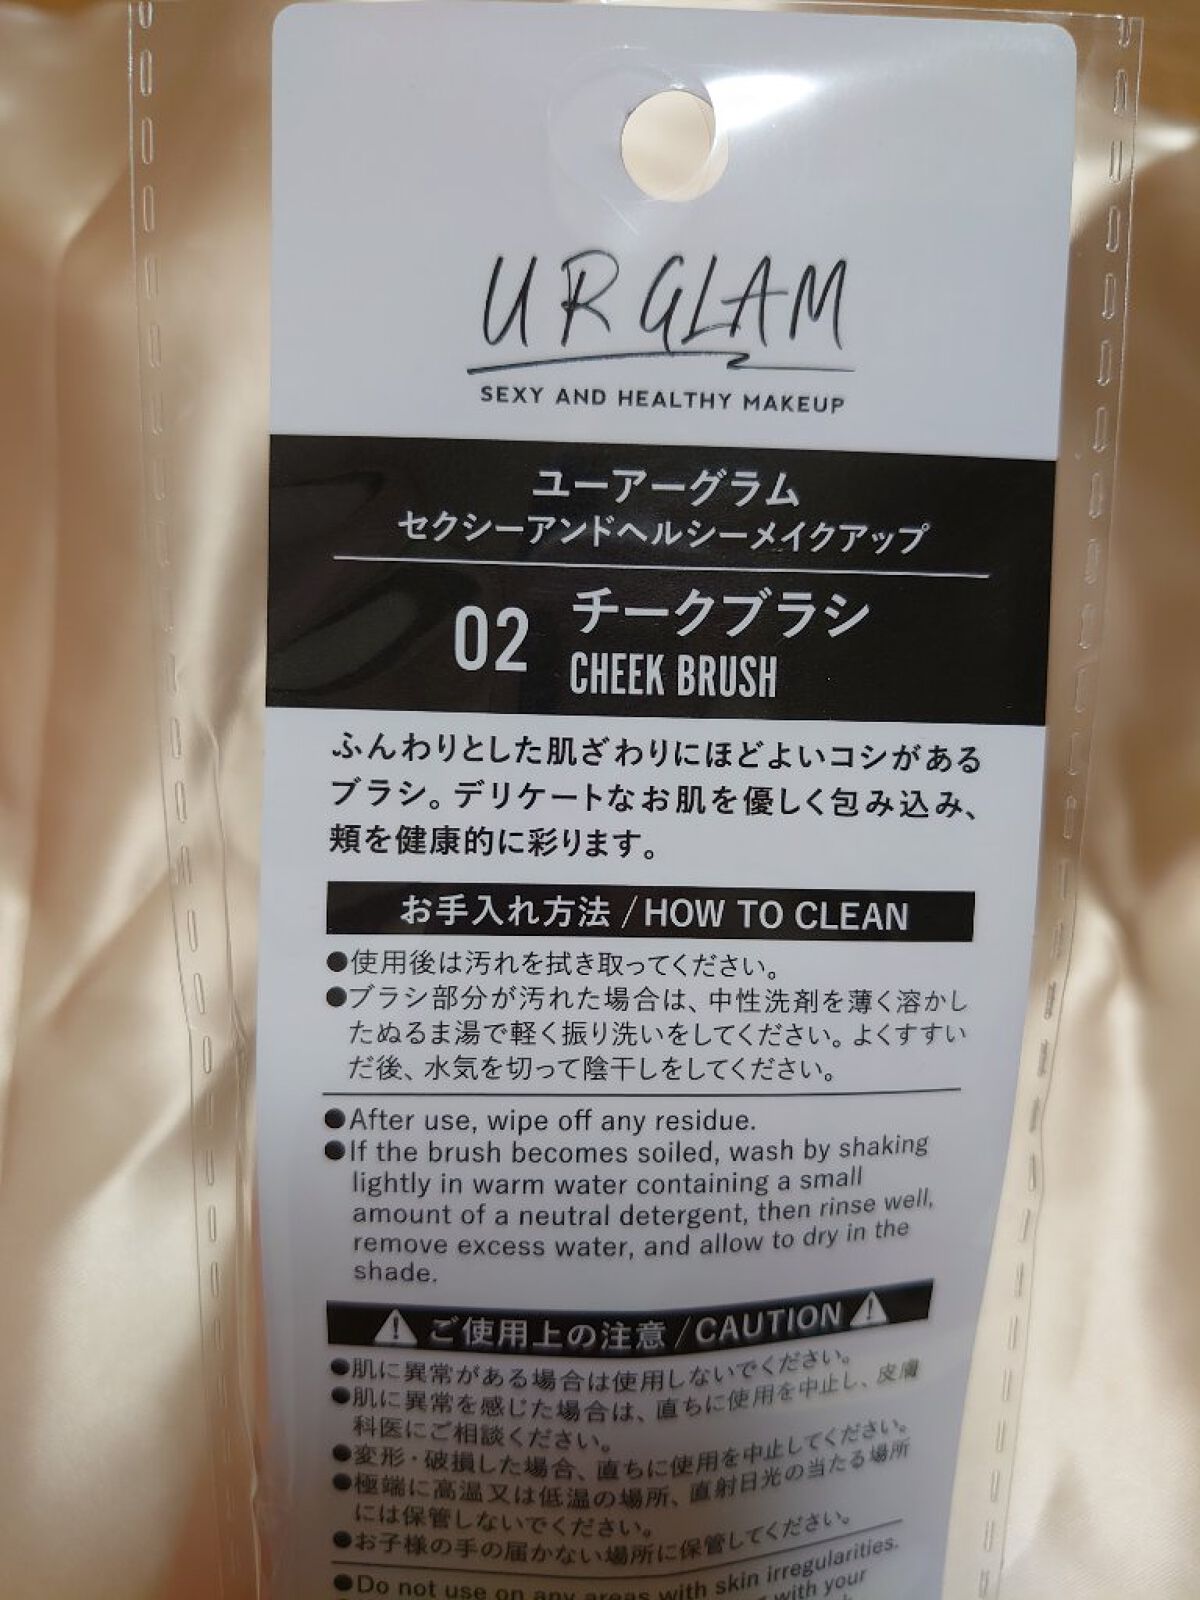 UR GLAM
SEXY AND HEALTHY MAKEUP
ユーアーグラム
セクシーアンドヘルシーメイクアップ
02 チークブラシ
CHEEK BRUSH
ふんわりとした肌ざわりにほどよいコシがある
ブラシ。デリケートなお肌を優しく包み込み、
頬を健康的に彩ります。
お手入れ方法/HOW TO CLEAN
●使用後は汚れを拭き取ってください。
●ブラシ部分が汚れた場合は、中性洗剤を薄く溶かし
たぬるま湯で軽く振り洗いをしてください。よくすすい
だ後、水気を切って陰干しをしてください。
●After use, wipe off any residue.
●If the brush becomes soiled, wash by shaking
lightly in warm water containing a small
amount of a neutral detergent, then rinse well,
remove excess water, and allow to dry in the
shade.
⚠ご使用上の注意/CAUTION⚠
●肌に異常がある場合は使用しないでください。
●肌に異常を感じた場合は、直ちに使用を中止し、皮膚
科医にご相談ください。
●変形・破損した場合、直ちに使用を中止してください。
●極端に高温又は低温の場所、直射日光の当たる場所
には保管しないでください。
●お子様の手の届かない場所に保管してください。
●Do not use on any areas with skin irregularities.
with your